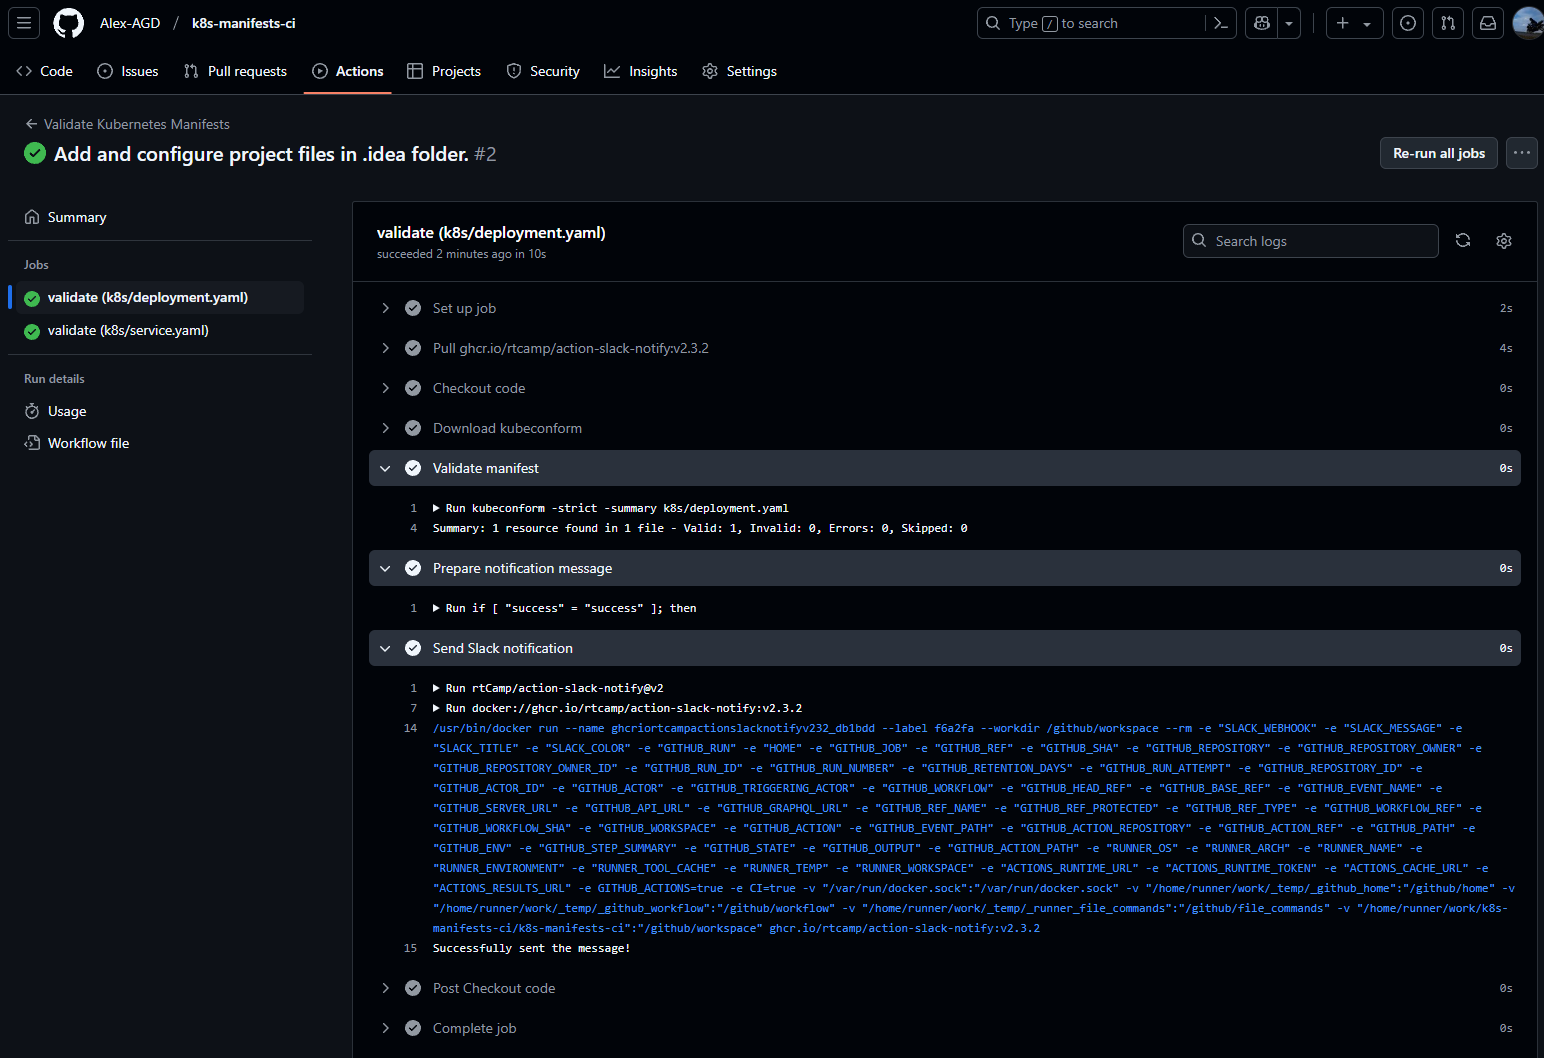 Alex-AGD / k8s-manifests-ci
Type / to search
Code
Issues
Pull requests
Actions
Projects
Security
Insights
Settings
Validate Kubernetes Manifests
Add and configure project files in .idea folder. #2
Re-run all jobs
Summary
Jobs
validate (k8s/deployment.yaml)
validate (k8s/service.yaml)
Run details
Usage
Workflow file
validate (k8s/deployment.yaml)
succeeded 2 minutes ago in 10s
Search logs
Set up job 2s
Pull ghcr.io/rtcamp/action-slack-notify:v2.3.2 4s
Checkout code 0s
Download kubeconform 0s
Validate manifest 0s
1 Run kubeconform -strict -summary k8s/deployment.yaml
4 Summary: 1 resource found in 1 file - Valid: 1, Invalid: 0, Errors: 0, Skipped: 0
Prepare notification message 0s
1 Run if [ "success" = "success" ]; then
Send Slack notification 0s
1 Run rtCamp/action-slack-notify@v2
7 Run docker://ghcr.io/rtcamp/action-slack-notify:v2.3.2
14 /usr/bin/docker run --name ghcriortcampactionslacknotifyv232_db1bdd --label f6a2fa --workdir /github/workspace --rm -e "SLACK_WEBHOOK" -e "SLACK_MESSAGE" -e
"SLACK_TITLE" -e "SLACK_COLOR" -e "GITHUB_RUN" -e "HOME" -e "GITHUB_JOB" -e "GITHUB_REF" -e "GITHUB_SHA" -e "GITHUB_REPOSITORY" -e "GITHUB_REPOSITORY_OWNER" -e
"GITHUB_REPOSITORY_OWNER_ID" -e "GITHUB_RUN_ID" -e "GITHUB_RUN_NUMBER" -e "GITHUB_RETENTION_DAYS" -e "GITHUB_RUN_ATTEMPT" -e "GITHUB_REPOSITORY_ID" -e
"GITHUB_ACTOR_ID" -e "GITHUB_ACTOR" -e "GITHUB_TRIGGERING_ACTOR" -e "GITHUB_WORKFLOW" -e "GITHUB_HEAD_REF" -e "GITHUB_BASE_REF" -e "GITHUB_EVENT_NAME" -e
"GITHUB_SERVER_URL" -e "GITHUB_API_URL" -e "GITHUB_GRAPHQL_URL" -e "GITHUB_REF_NAME" -e "GITHUB_REF_PROTECTED" -e "GITHUB_REF_TYPE" -e "GITHUB_WORKFLOW_REF" -e
"GITHUB_WORKFLOW_SHA" -e "GITHUB_WORKSPACE" -e "GITHUB_ACTION" -e "GITHUB_EVENT_PATH" -e "GITHUB_ACTION_REPOSITORY" -e "GITHUB_ACTION_REF" -e "GITHUB_PATH" -e
"GITHUB_ENV" -e "GITHUB_STEP_SUMMARY" -e "GITHUB_STATE" -e "GITHUB_OUTPUT" -e "GITHUB_ACTION_PATH" -e "RUNNER_OS" -e "RUNNER_ARCH" -e "RUNNER_NAME" -e
"RUNNER_ENVIRONMENT" -e "RUNNER_TOOL_CACHE" -e "RUNNER_TEMP" -e "RUNNER_WORKSPACE" -e "ACTIONS_RUNTIME_URL" -e "ACTIONS_RUNTIME_TOKEN" -e "ACTIONS_CACHE_URL" -e
"ACTIONS_RESULTS_URL" -e GITHUB_ACTIONS=true -e CI=true -v "/var/run/docker.sock":"/var/run/docker.sock" -v "/home/runner/work/_temp/_github_home":"/github/home" -v
"/home/runner/work/_temp/_github_workflow":"/github/workflow" -v "/home/runner/work/_temp/_runner_file_commands":"/github/file_commands" -v "/home/runner/work/k8s-
manifests-ci/k8s-manifests-ci":"/github/workspace" ghcr.io/rtcamp/action-slack-notify:v2.3.2
15 Successfully sent the message!
Post Checkout code 0s
Complete job 0s